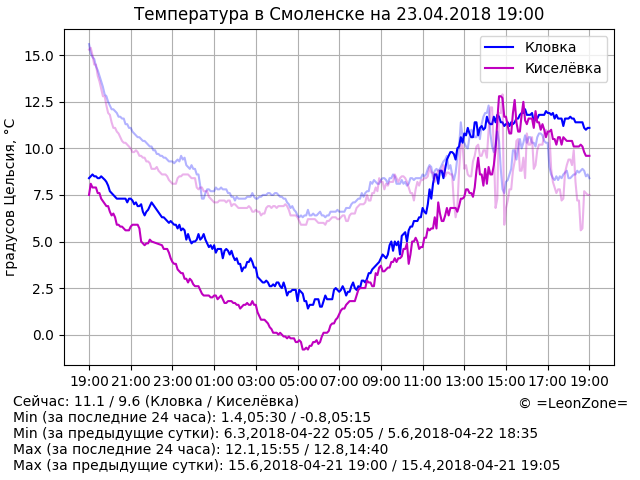 Температура в Смоленске на 23.04.2018 19:00
Кловка
Киселёвка
градусов Цельсия, °C
15.0
12.5
10.0
7.5
5.0
2.5
0.0
19:00 21:00 23:00 01:00 03:00 05:00 07:00 09:00 11:00 13:00 15:00 17:00 19:00
Сейчас: 11.1 / 9.6 (Кловка / Киселёвка)
© =LeonZone=
Min (за последние 24 часа): 1.4,05:30 / -0.8,05:15
Min (за предыдущие сутки): 6.3,2018-04-22 05:05 / 5.6,2018-04-22 18:35
Max (за последние 24 часа): 12.1,15:55 / 12.8,14:40
Max (за предыдущие сутки): 15.6,2018-04-21 19:00 / 15.4,2018-04-21 19:05